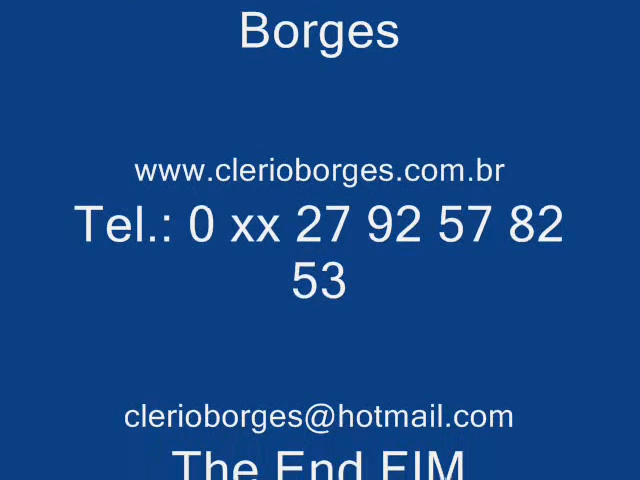 Borges
www.clerioborges.com.br
Tel.: 0 xx 27 92 57 82
53
clerioborges@hotmail.com
The End FIM